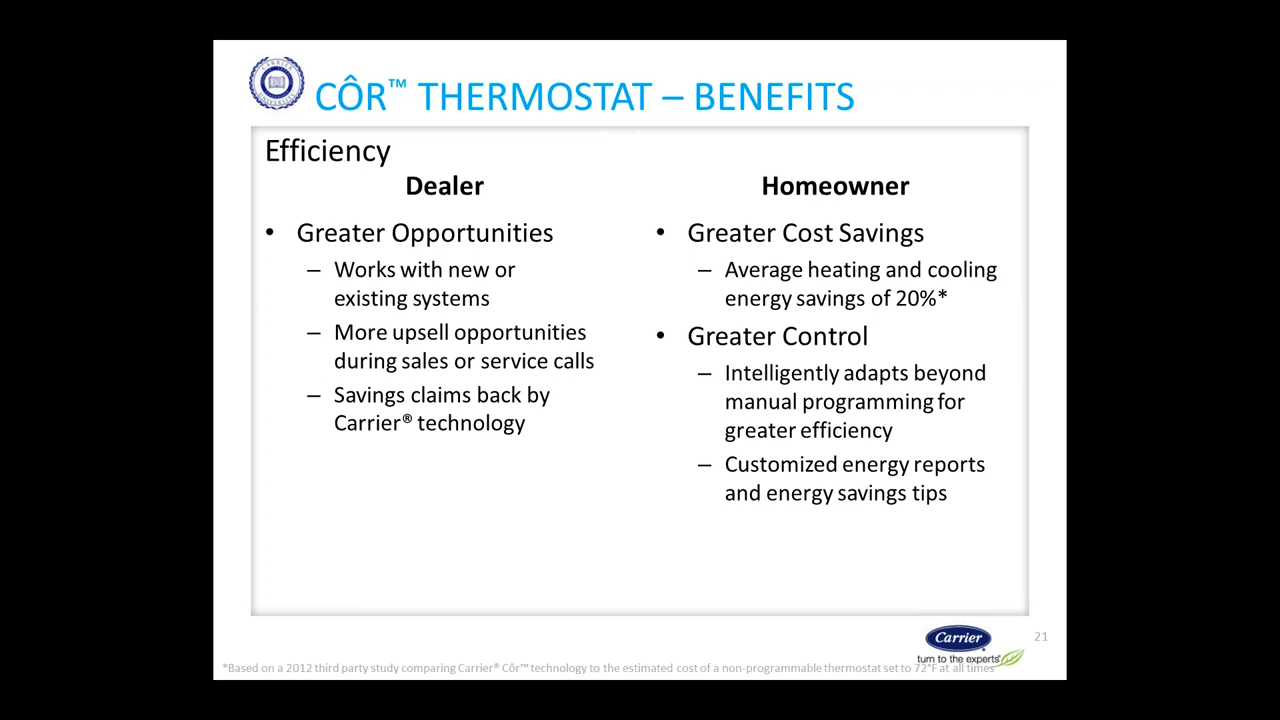 CÔR™ THERMOSTAT – BENEFITS
Efficiency
Dealer
• Greater Opportunities
– Works with new or
existing systems
– More upsell opportunities
during sales or service calls
– Savings claims back by
Carrier® technology
Homeowner
• Greater Cost Savings
– Average heating and cooling
energy savings of 20%*
• Greater Control
– Intelligently adapts beyond
manual programming for
greater efficiency
– Customized energy reports
and energy savings tips
Carrier
turn to the experts
21
*Based on a 2012 third party study comparing Carrier® Côr™ technology to the estimated cost of a non-programmable thermostat set to 72°F at all times